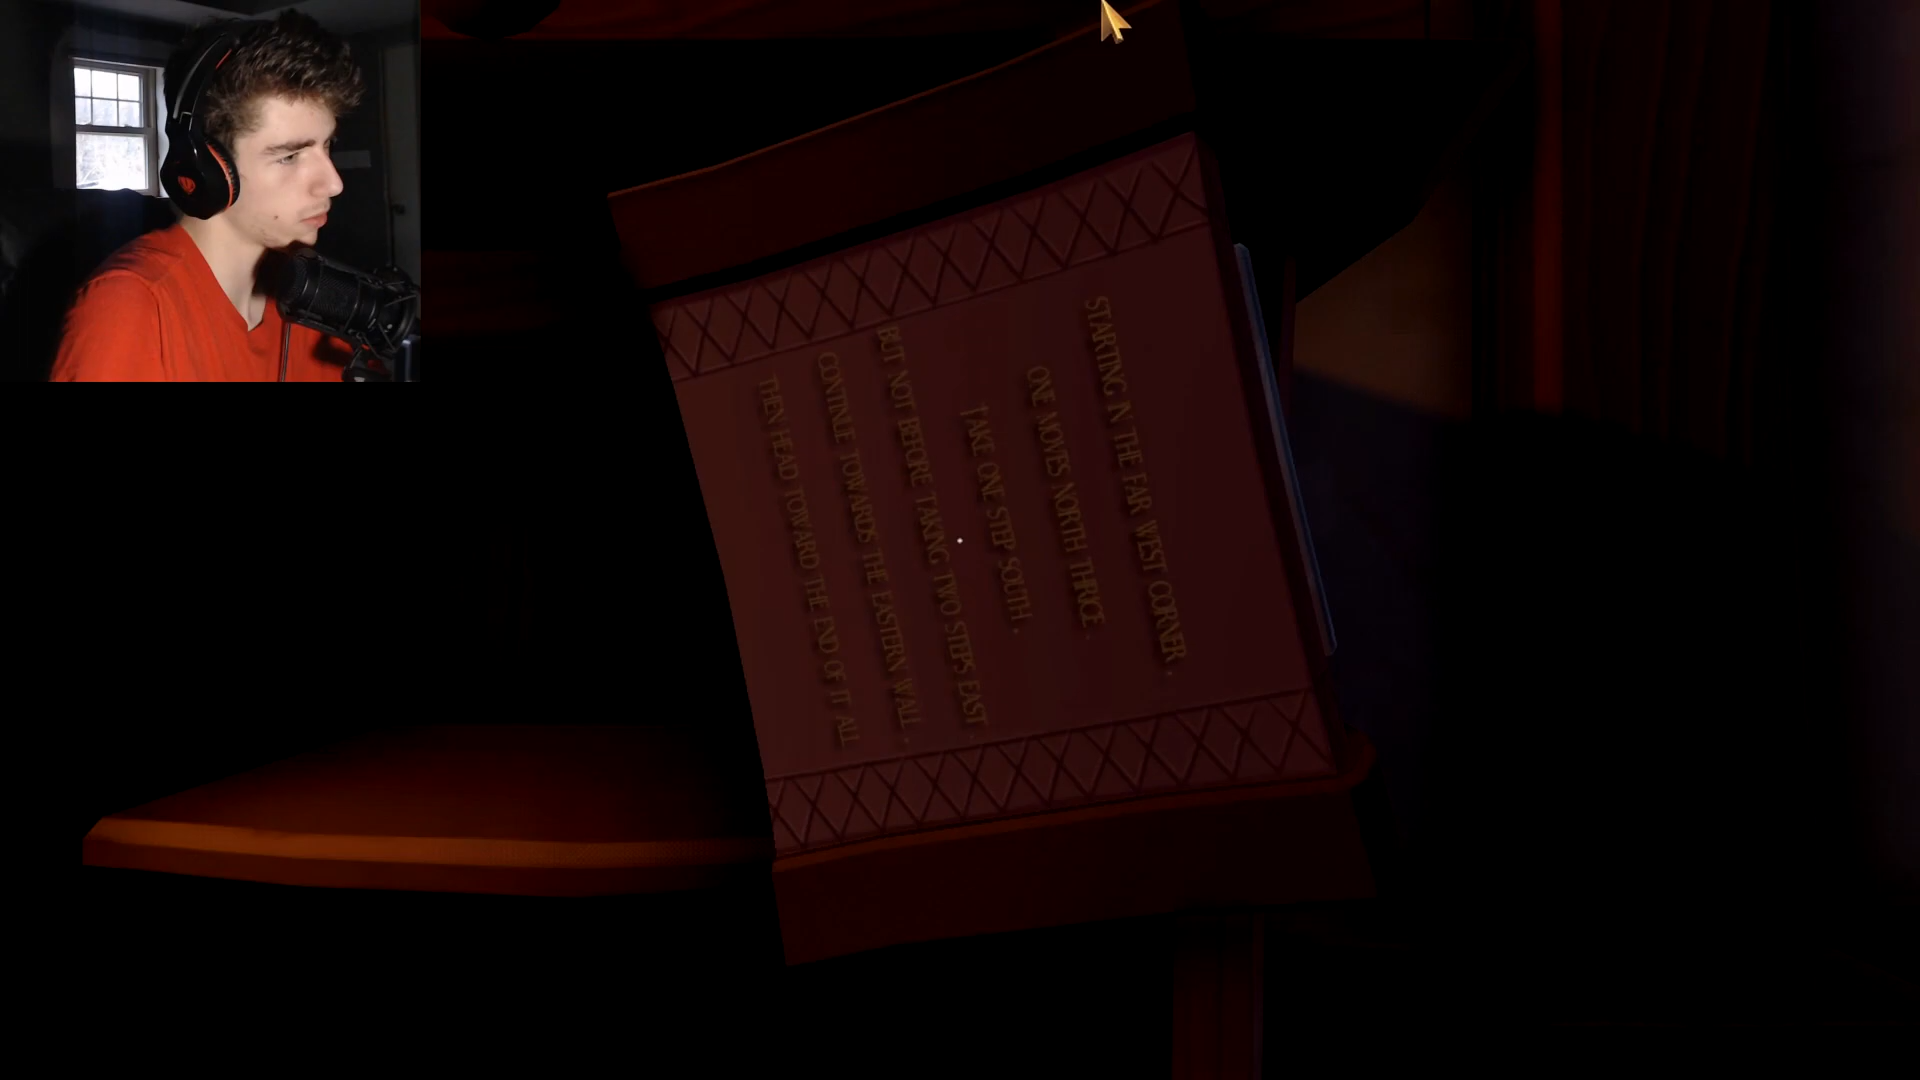 STARTING IN THE FAR WEST CORNER.
ONE MOVES NORTH THRICE.
TAKE ONE STEP SOUTH.
BUT NOT BEFORE TAKING TWO STEPS EAST.
CONTINUE TOWARDS THE EASTERN WALL.
THEN HEAD TOWARD THE END OF IT ALL